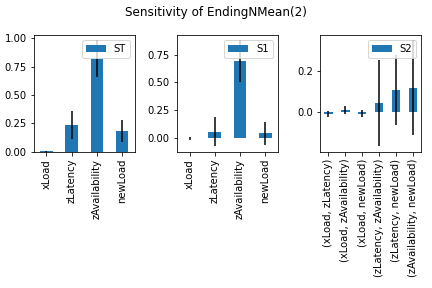 Sensitivity of EndingNMean(2)
1.00
0.75
0.50
0.25
0.00
ST
xLoad
zLatency
zAvailability
newLoad
0.75
0.50
0.25
0.00
S1
xLoad
zLatency
zAvailability
newLoad
0.2
0.0
S2
(xLoad, zLatency)
(xLoad, zAvailability)
(xLoad, newLoad)
(zLatency, zAvailability)
(zLatency, newLoad)
(zAvailability, newLoad)